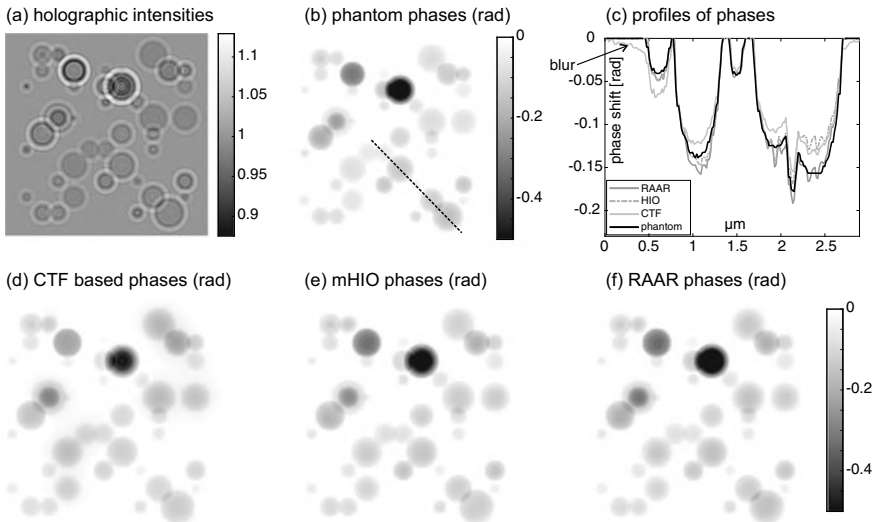 (a) holographic intensities
(b) phantom phases (rad)
(c) profiles of phases
1.1
1.05
1
0.95
0.9
0
-0.2
-0.4
blur
phase shift [rad]
0
-0.05
-0.1
-0.15
-0.2
RAAR
HIO
CTF
phantom
µm
0
0.5
1
1.5
2
2.5
(d) CTF based phases (rad)
(e) mHIO phases (rad)
(f) RAAR phases (rad)
0
-0.2
-0.4